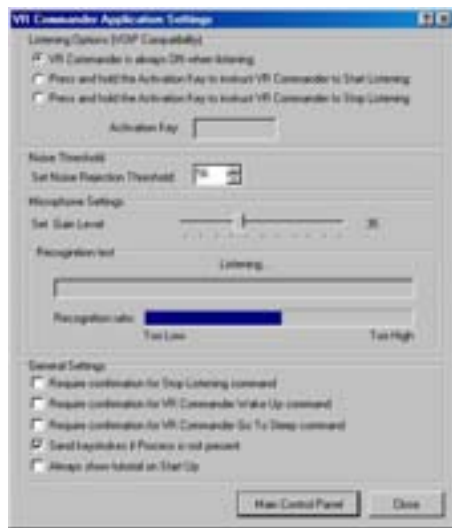 VR Commander Application Settings
Listening Options (VOIP Compatibility)
VR Commander is always ON when listening
Press and hold the Activation Key to instruct VR Commander to Start Listening
Press and hold the Activation Key to instruct VR Commander to Stop Listening
Activation Key
Noise Threshold
Set Noise Rejection Threshold
Microphone Settings
Set Gain Level
Recognition test
Listening...
Recognition ratio
Too Low Too High
General Settings
Require confirmation for Stop Listening command
Require confirmation for VR Commander Wake Up command
Require confirmation for VR Commander Go To Sleep command
Send keystrokes if Process is not present
Always show tutorial on Start Up
Main Control Panel Close